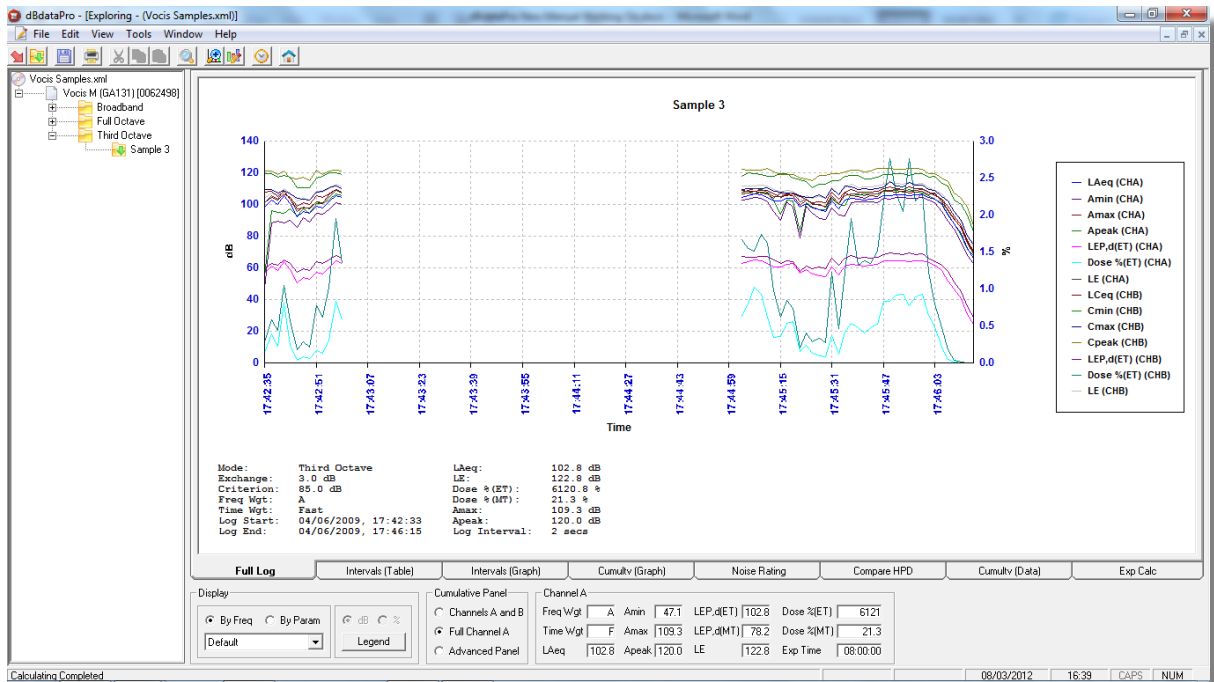 dBdataPro - [Exploring - (Vocis Samples.xml)]
File Edit View Tools Window Help
Vocis Samples.xml
Vocis M (GA131) [0062498]
Broadband
Full Octave
Third Octave
Sample 3
Sample 3
140
120
100
80
60
40
20
0
dB
3.0
2.5
2.0
1.5
1.0
0.5
0.0
%
17:42:35
17:42:51
17:43:07
17:43:23
17:43:39
17:43:55
17:44:11
17:44:27
17:44:43
17:44:59
17:45:15
17:45:31
17:45:47
17:46:03
Time
LAeq (CHA)
Amin (CHA)
Amax (CHA)
Apeak (CHA)
LEP,d(ET) (CHA)
Dose %(ET) (CHA)
LE (CHA)
LCeq (CHB)
Cmin (CHB)
Cmax (CHB)
Cpeak (CHB)
LEP,d(ET) (CHB)
Dose %(ET) (CHB)
LE (CHB)
Mode: Third Octave LAeq: 102.8 dB
Exchange: 3.0 dB LE: 122.8 dB
Criterion: 85.0 dB Dose %(ET): 6120.8 %
Freq Wgt: A Dose %(MT): 21.3 %
Time Wgt: Fast Amax: 109.3 dB
Log Start: 04/06/2009, 17:42:33 Apeak: 120.0 dB
Log End: 04/06/2009, 17:46:15 Log Interval: 2 secs
Full Log Intervals (Table) Intervals (Graph) Cumultv (Graph) Noise Rating Compare HPD Cumultv (Data) Exp Calc
Display
By Freq By Param
Default
dB %
Legend
Cumulative Panel
Channels A and B
Full Channel A
Advanced Panel
Channel A
Freq Wgt A Amin 47.1 LEP,d(ET) 102.8 Dose %(ET) 6121
Time Wgt F Amax 109.3 LEP,d(MT) 78.2 Dose %(MT) 21.3
LAeq 102.8 Apeak 120.0 LE 122.8 Exp Time 08:00:00
Calculating Completed 08/03/2012 16:39 CAPS NUM